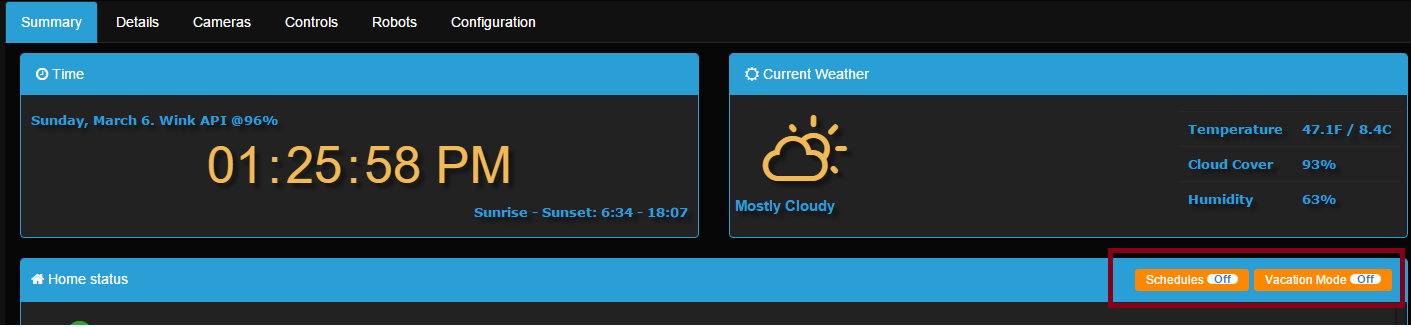 Summary Details Cameras Controls Robots Configuration
Time
Sunday, March 6. Wink API @96%
01:25:58 PM
Sunrise - Sunset: 6:34 - 18:07
Current Weather
Mostly Cloudy
Temperature 47.1F / 8.4C
Cloud Cover 93%
Humidity 63%
Home status
Schedules Off Vacation Mode Off